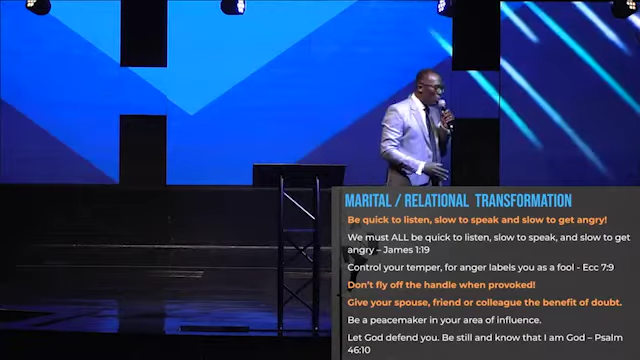 MARITAL / RELATIONAL TRANSFORMATION
Be quick to listen, slow to speak and slow to get angry!
We must ALL be quick to listen, slow to speak, and slow to get
angry – James 1:19
Control your temper, for anger labels you as a fool - Ecc 7:9
Don't fly off the handle when provoked!
Give your spouse, friend or colleague the benefit of doubt.
Be a peacemaker in your area of influence.
Let God defend you. Be still and know that I am God – Psalm
46:10